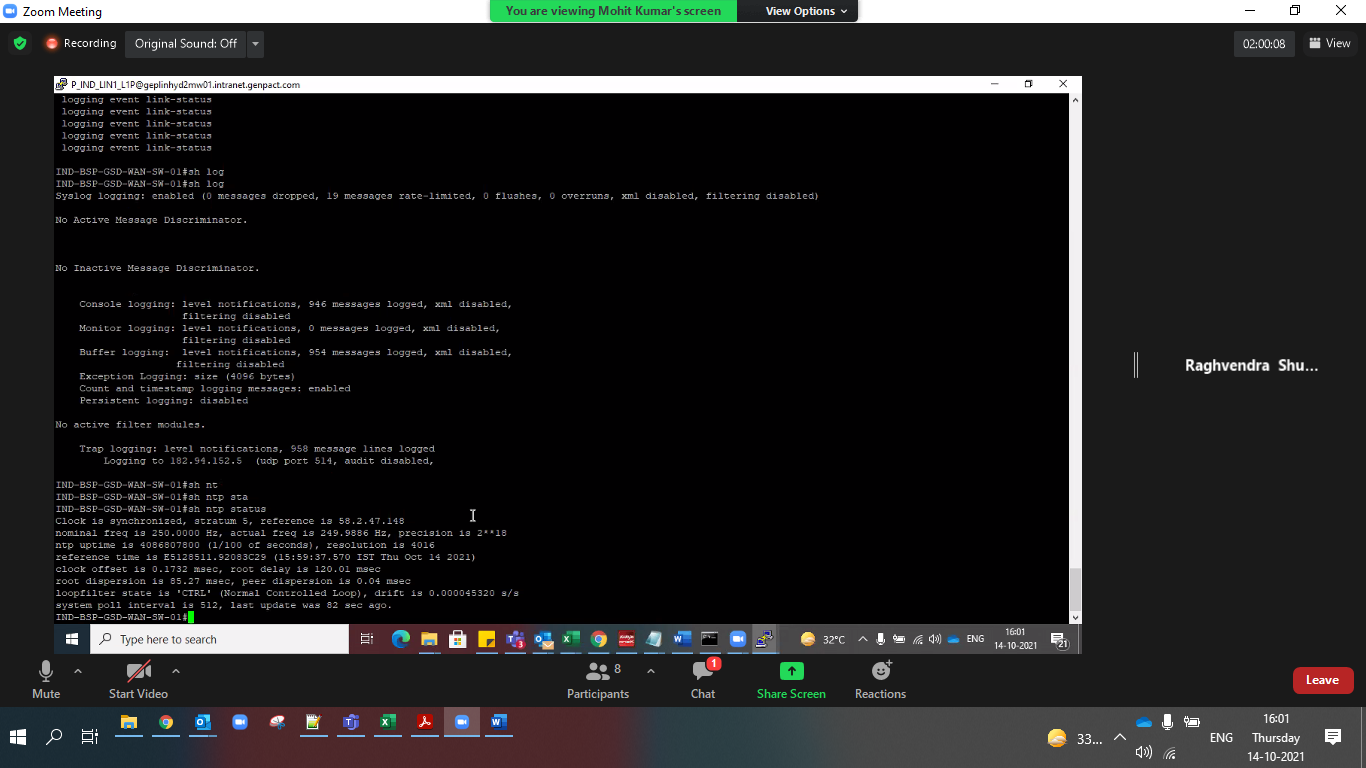 Zoom Meeting
You are viewing Mohit Kumar's screen
View Options
Recording
Original Sound: Off
02:00:08
View
P_IND_LIN1_L1P@geplinhyd2mw01.intranet.genpact.com
logging event link-status
logging event link-status
logging event link-status
logging event link-status
logging event link-status
IND-BSP-GSD-WAN-SW-01#sh log
IND-BSP-GSD-WAN-SW-01#sh log
Syslog logging: enabled (0 messages dropped, 19 messages rate-limited, 0 flushes, 0 overruns, xml disabled, filtering disabled)
No Active Message Discriminator.
No Inactive Message Discriminator.
Console logging: level notifications, 946 messages logged, xml disabled,
filtering disabled
Monitor logging: level notifications, 0 messages logged, xml disabled,
filtering disabled
Buffer logging: level notifications, 954 messages logged, xml disabled,
filtering disabled
Exception Logging: size (4096 bytes)
Count and timestamp logging messages: enabled
Persistent logging: disabled
No active filter modules.
Trap logging: level notifications, 958 message lines logged
Logging to 182.94.152.5 (udp port 514, audit disabled,
IND-BSP-GSD-WAN-SW-01#sh nt
IND-BSP-GSD-WAN-SW-01#sh ntp sta
IND-BSP-GSD-WAN-SW-01#sh ntp status
Clock is synchronized, stratum 5, reference is 58.2.47.148
nominal freq is 250.0000 Hz, actual freq is 249.9886 Hz, precision is 2**18
ntp uptime is 4086807800 (1/100 of seconds), resolution is 4016
reference time is E5128511.92083C29 (15:59:37.570 IST Thu Oct 14 2021)
clock offset is 0.1732 msec, root delay is 120.01 msec
root dispersion is 85.27 msec, peer dispersion is 0.04 msec
loopfilter state is 'CTRL' (Normal Controlled Loop), drift is 0.000045320 s/s
system poll interval is 512, last update was 82 sec ago.
IND-BSP-GSD-WAN-SW-01#
Raghvendra Shu...
Type here to search
3
32°C
ENG
16:01
14-10-2021
21
Mute
Start Video
8
Participants
1
Chat
Share Screen
Reactions
Leave
33...
ENG
16:01
Thursday
14-10-2021